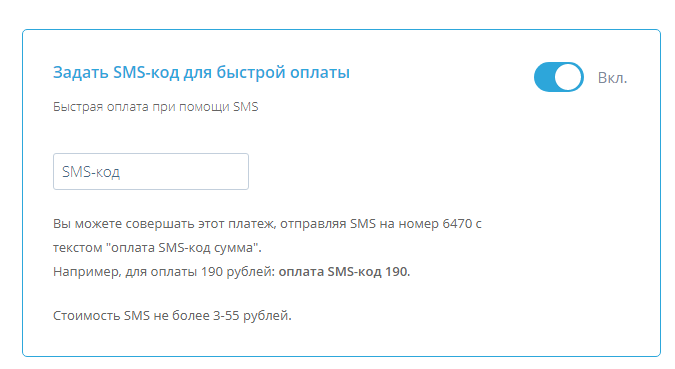 Задать SMS-код для быстрой оплаты
Вкл.
Быстрая оплата при помощи SMS
SMS-код
Вы можете совершать этот платеж, отправляя SMS на номер 6470 с
текстом "оплата SMS-код сумма".
Например, для оплаты 190 рублей: оплата SMS-код 190.
Стоимость SMS не более 3-55 рублей.